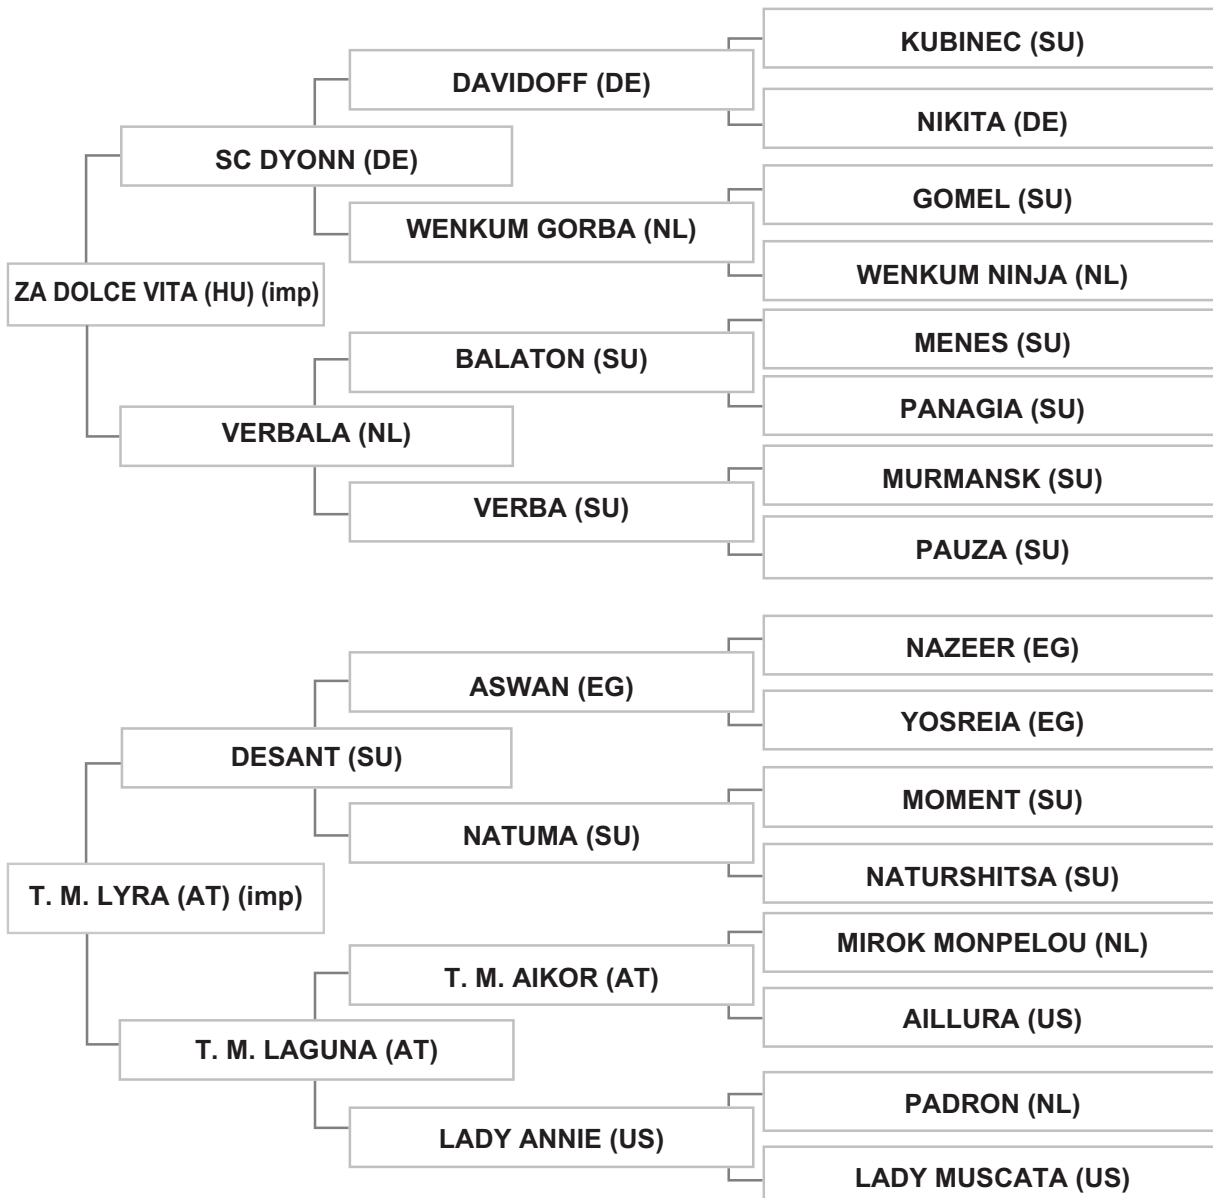 KUBINEC (SU)
DAVIDOFF (DE)
NIKITA (DE)
SC DYONN (DE)
GOMEL (SU)
WENKUM GORBA (NL)
WENKUM NINJA (NL)
ZA DOLCE VITA (HU) (imp)
MENES (SU)
BALATON (SU)
PANAGIA (SU)
VERBALA (NL)
MURMANSK (SU)
VERBA (SU)
PAUZA (SU)
NAZEER (EG)
ASWAN (EG)
YOSREIA (EG)
DESANT (SU)
MOMENT (SU)
NATUMA (SU)
NATURSHITSA (SU)
T. M. LYRA (AT) (imp)
MIROK MONPELOU (NL)
T. M. AIKOR (AT)
AILLURA (US)
T. M. LAGUNA (AT)
PADRON (NL)
LADY ANNIE (US)
LADY MUSCATA (US)